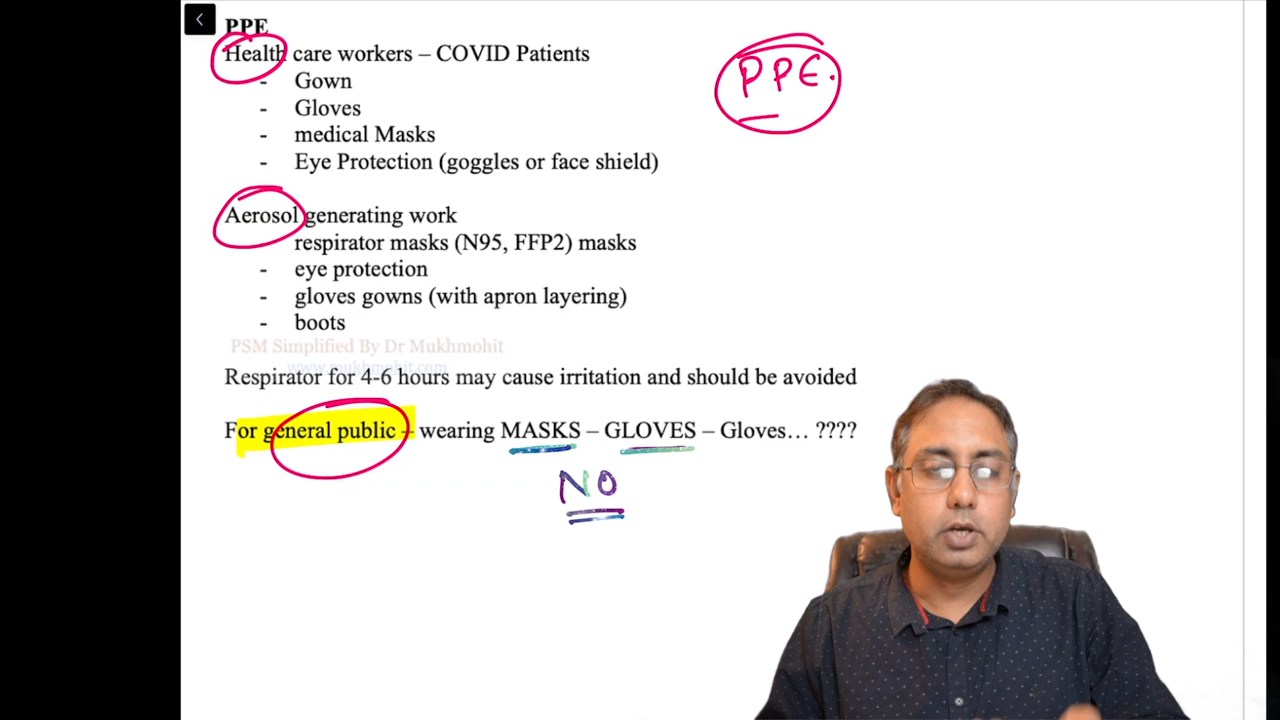 PPE
Health care workers – COVID Patients
PPE.
- Gown
- Gloves
- medical Masks
- Eye Protection (goggles or face shield)
Aerosol generating work
respirator masks (N95, FFP2) masks
- eye protection
- gloves gowns (with apron layering)
- boots
PSM Simplified By Dr Mukhmohit
www.mukhmohit.com
Respirator for 4-6 hours may cause irritation and should be avoided
For general public – wearing MASKS – GLOVES – Gloves… ????
NO